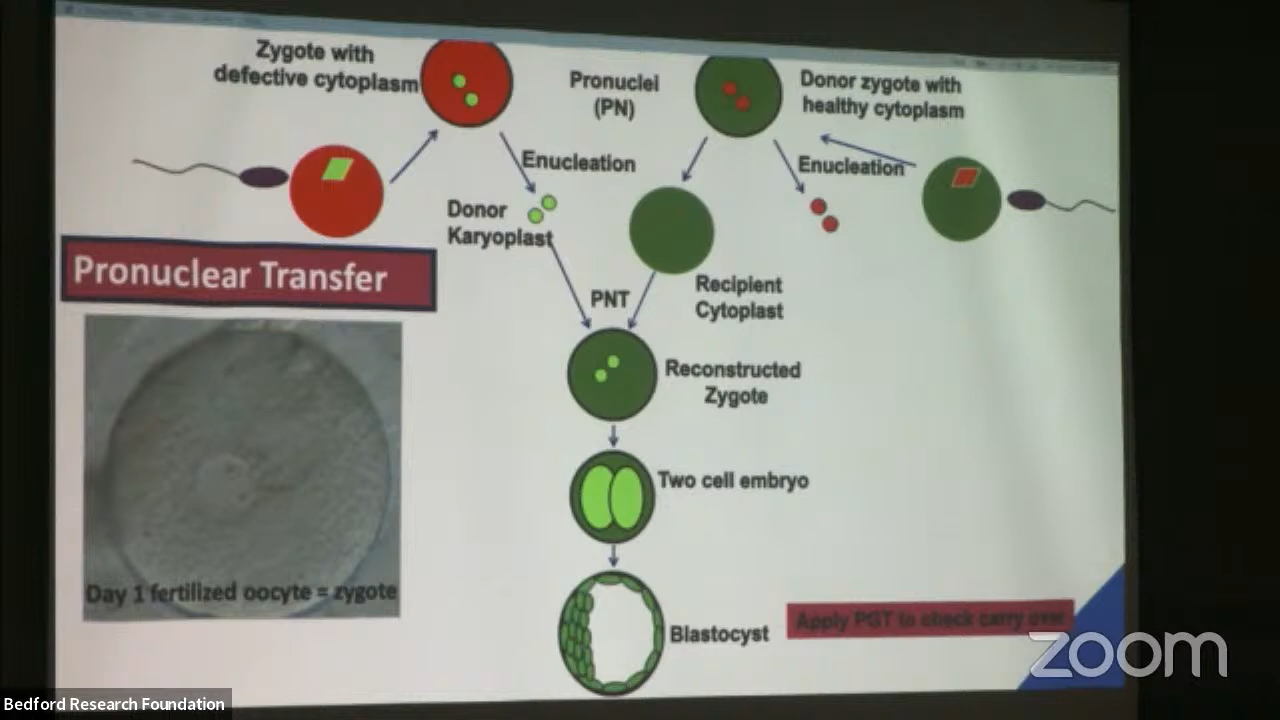 Zygote with
defective cytoplasm
Pronuclei
(PN)
Donor zygote with
healthy cytoplasm
Enucleation
Enucleation
Donor
Karyoplast
Pronuclear Transfer
PNT
Recipient
Cytoplast
Reconstructed
Zygote
Two cell embryo
Day 1 fertilized oocyte = zygote
Blastocyst
Apply PGT to check carry over
zoom
Bedford Research Foundation